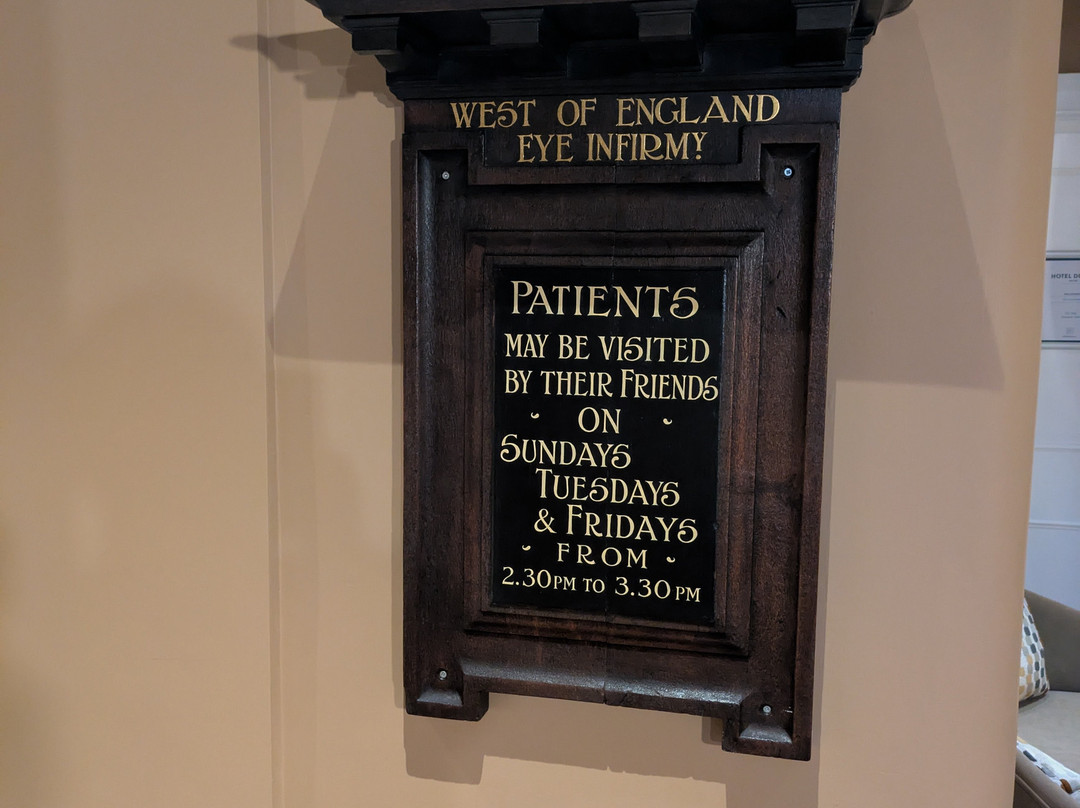 WEST OF ENGLAND
EYE INFIRMY
PATIENTS
MAY BE VISITED
BY THEIR FRIENDS
ON
SUNDAYS
TUESDAYS
& FRIDAYS
FROM
2.30PM TO 3.30PM
HOTEL